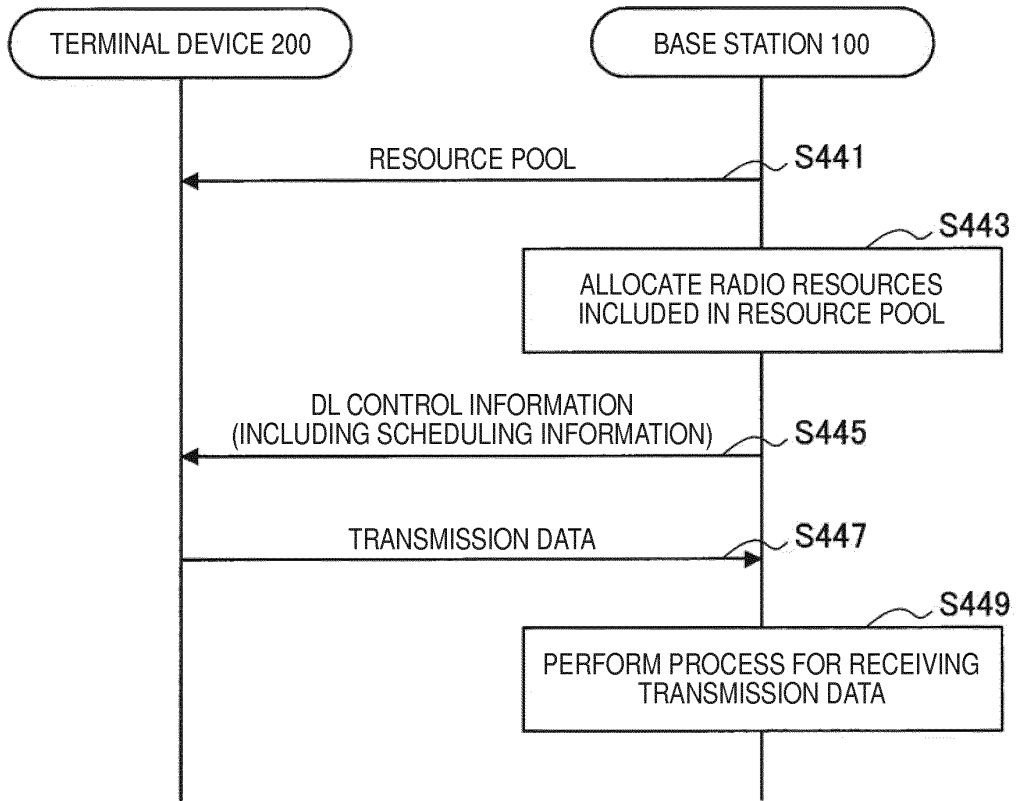 TERMINAL DEVICE 200
BASE STATION 100
RESOURCE POOL
S441
S443
ALLOCATE RADIO RESOURCES
INCLUDED IN RESOURCE POOL
DL CONTROL INFORMATION
(INCLUDING SCHEDULING INFORMATION)
S445
TRANSMISSION DATA
S447
S449
PERFORM PROCESS FOR RECEIVING
TRANSMISSION DATA